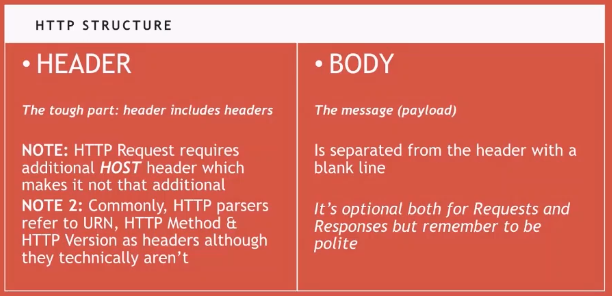 HTTP STRUCTURE
• HEADER
The tough part: header includes headers
NOTE: HTTP Request requires
additional HOST header which
makes it not that additional
NOTE 2: Commonly, HTTP parsers
refer to URN, HTTP Method &
HTTP Version as headers although
they technically aren’t
• BODY
The message (payload)
Is separated from the header with a
blank line
It’s optional both for Requests and
Responses but remember to be
polite